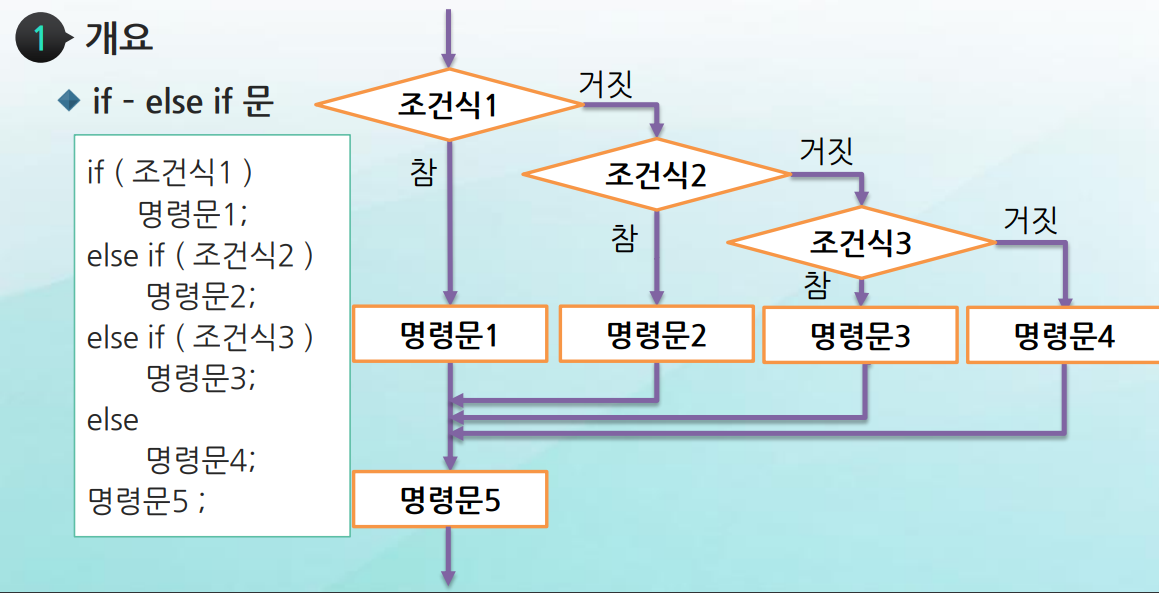 1 개요
if - else if 문
if ( 조건식1 )
명령문1;
else if ( 조건식2 )
명령문2;
else if ( 조건식3 )
명령문3;
else
명령문4;
명령문5 ;
조건식1
거짓
참
조건식2
거짓
참
조건식3
거짓
참
명령문1
명령문2
명령문3
명령문4
명령문5